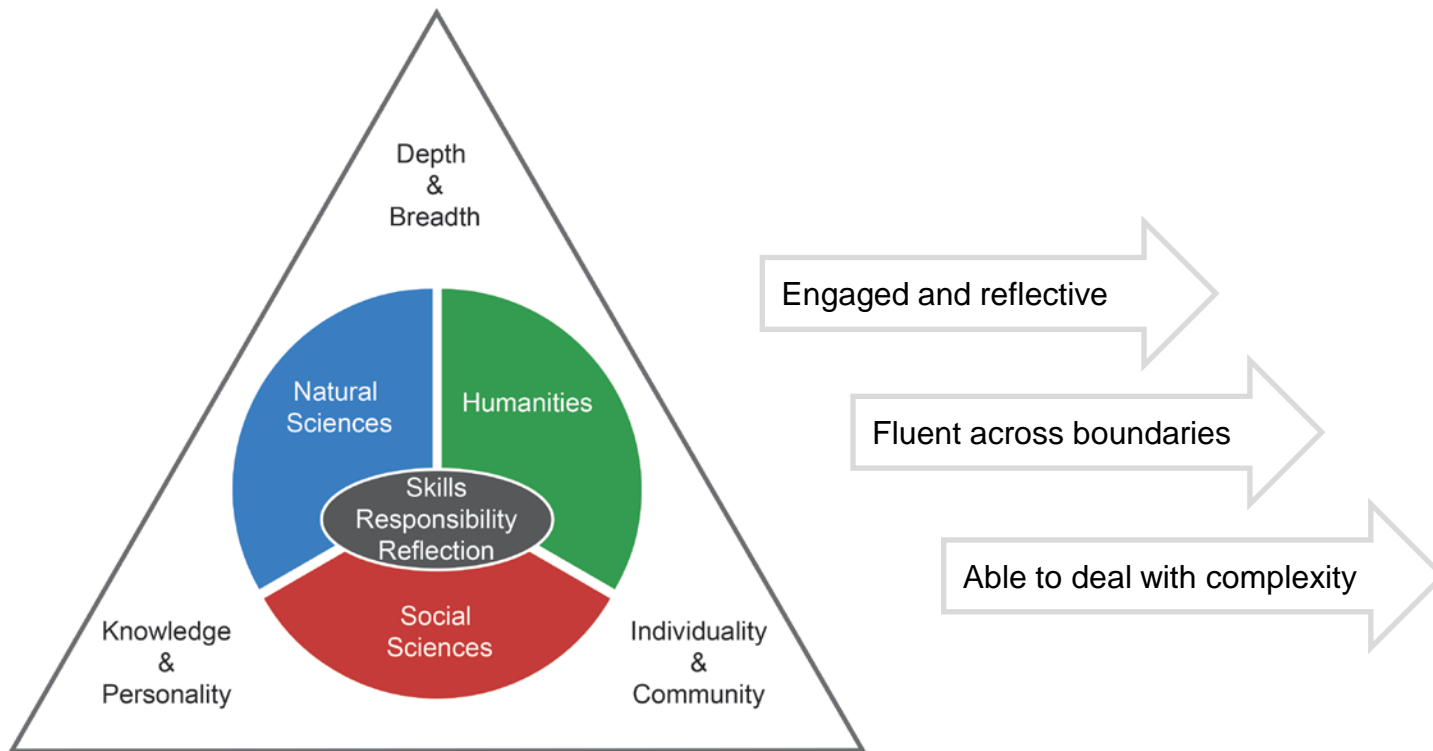 Depth
&
Breadth
Natural
Sciences
Humanities
Skills
Responsibility
Reflection
Social
Sciences
Knowledge
&
Personality
Individuality
&
Community
Engaged and reflective
Fluent across boundaries
Able to deal with complexity